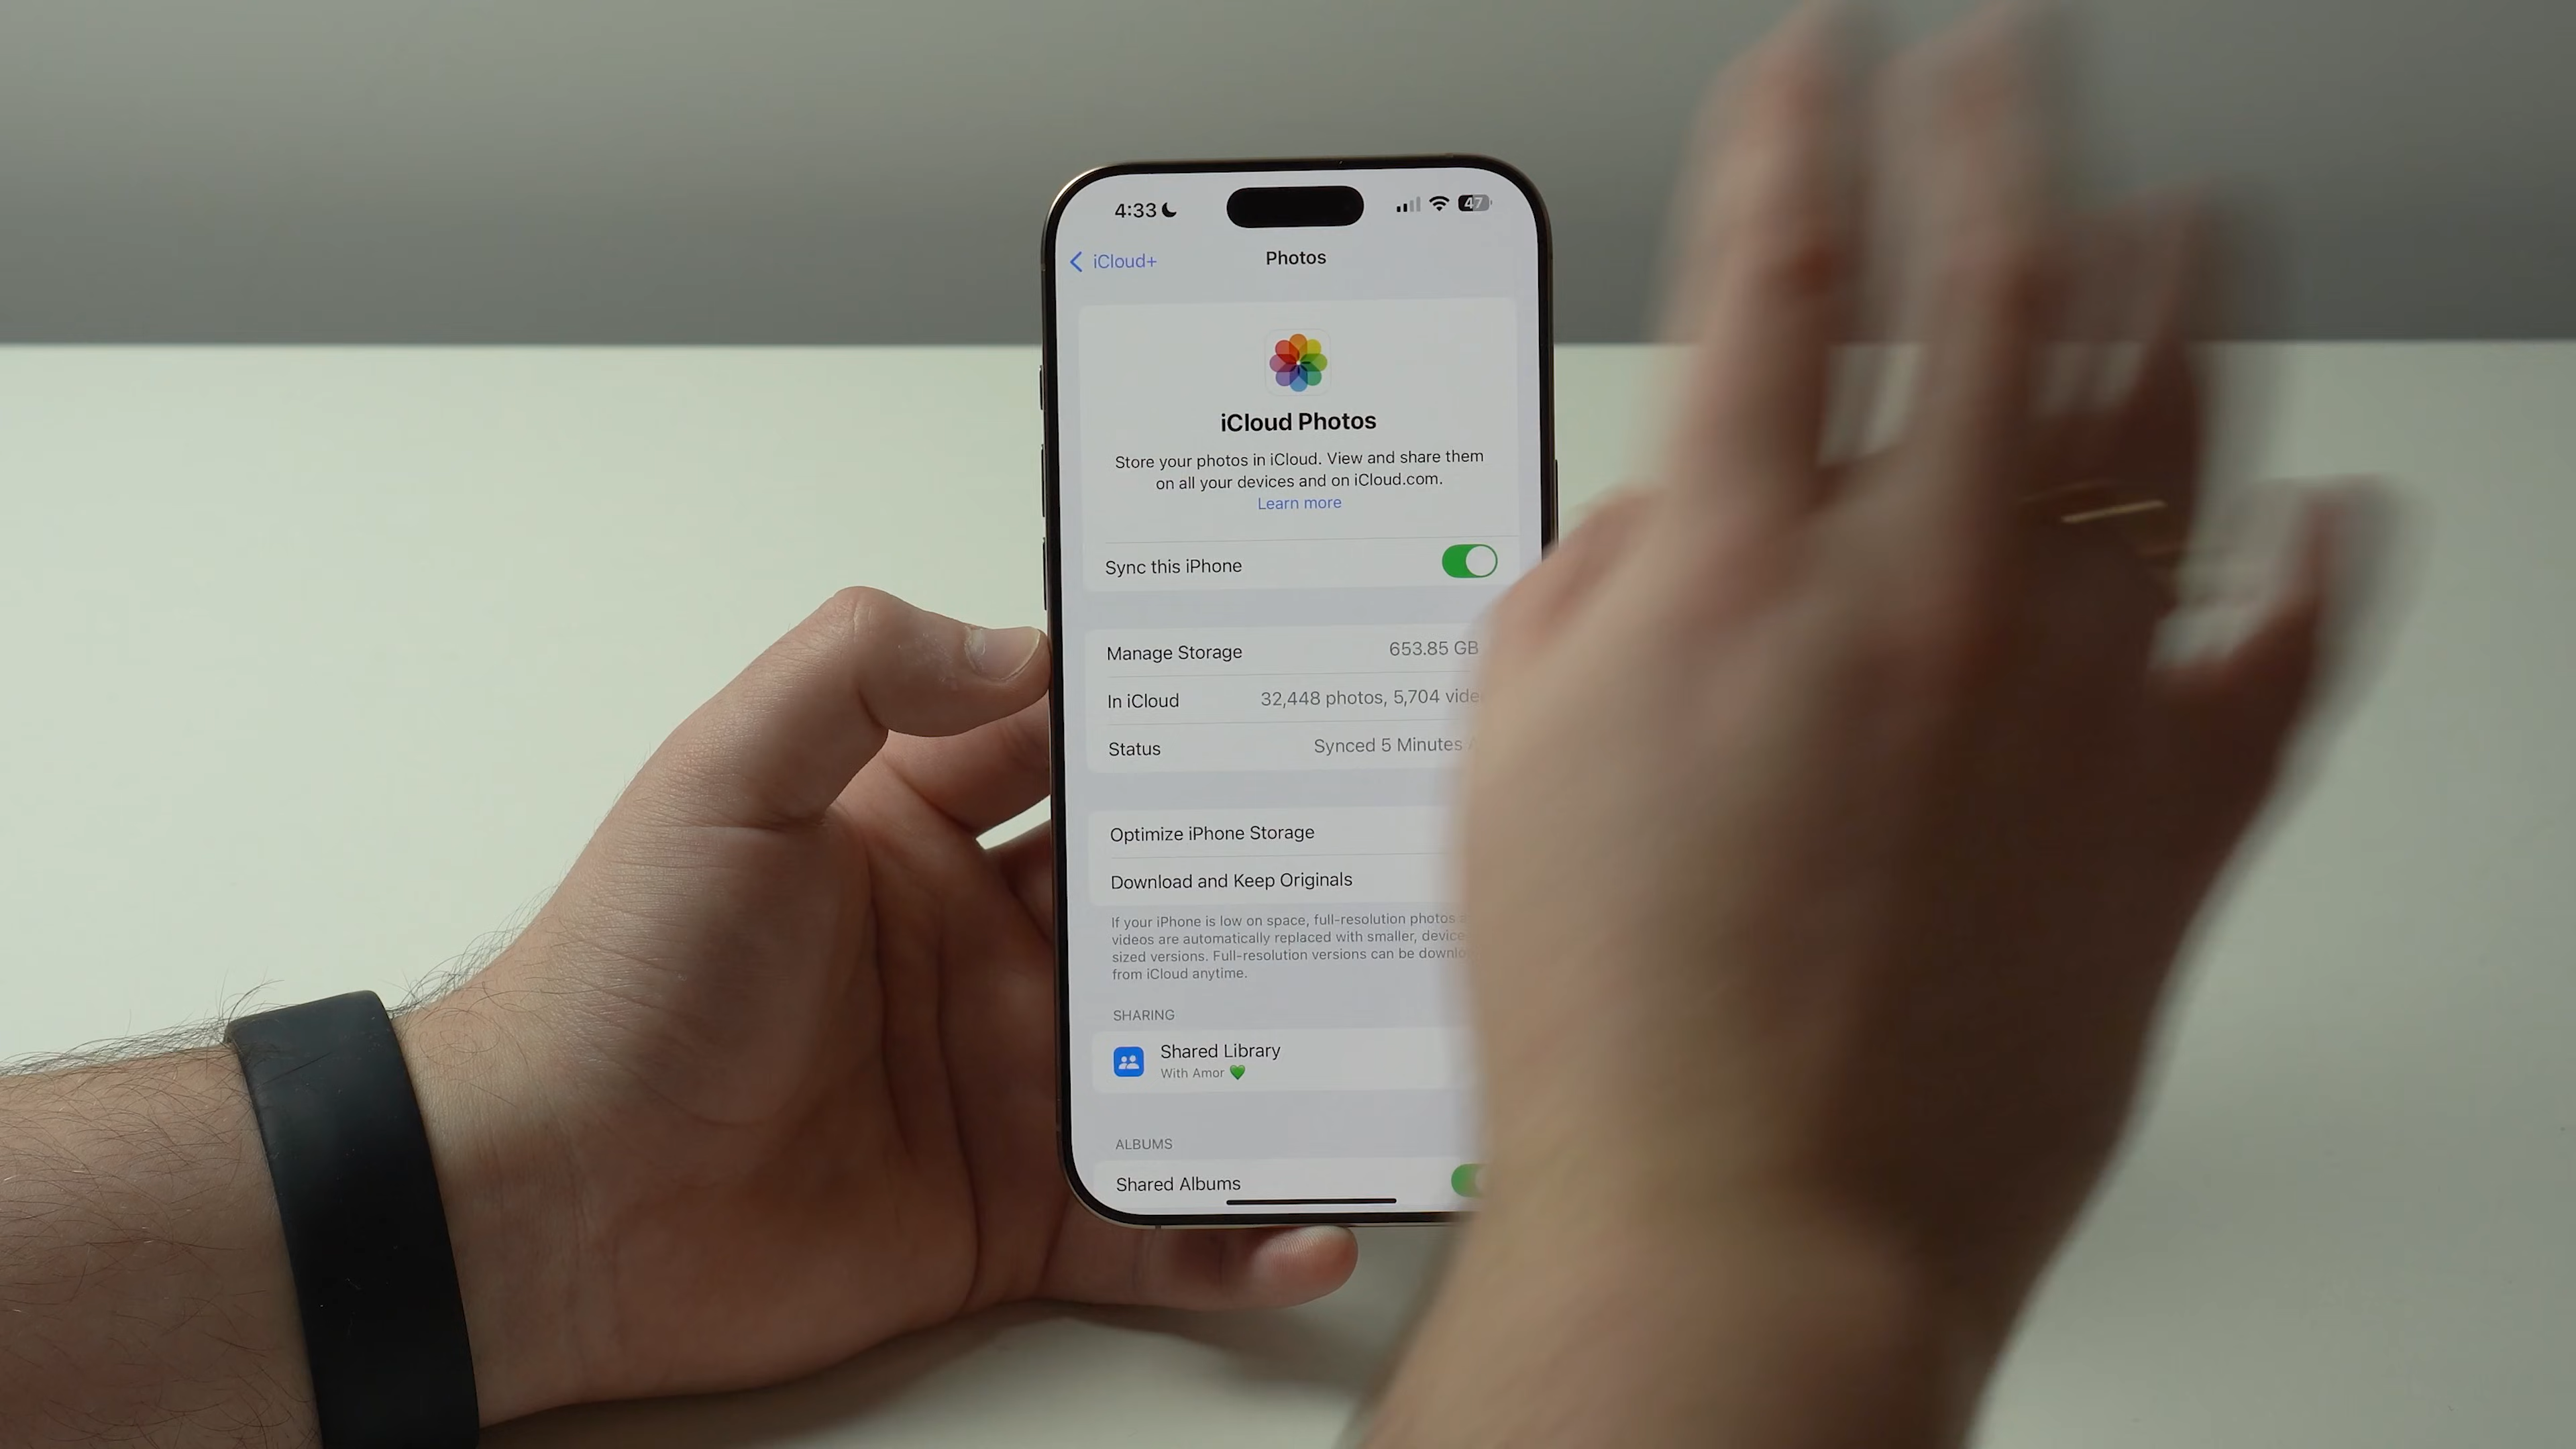 4:33
47
iCloud+
Photos
iCloud Photos
Store your photos in iCloud. View and share them
on all your devices and on iCloud.com.
Learn more
Sync this iPhone
Manage Storage 653.85 GB
In iCloud 32,448 photos, 5,704
Status Synced 5 Minutes
Optimize iPhone Storage
Download and Keep Originals
If your iPhone is low on space, full-resolution photos
videos are automatically replaced with smaller, device-
sized versions. Full-resolution versions can be
from iCloud anytime.
SHARING
Shared Library
With Amor 💚
ALBUMS
Shared Albums